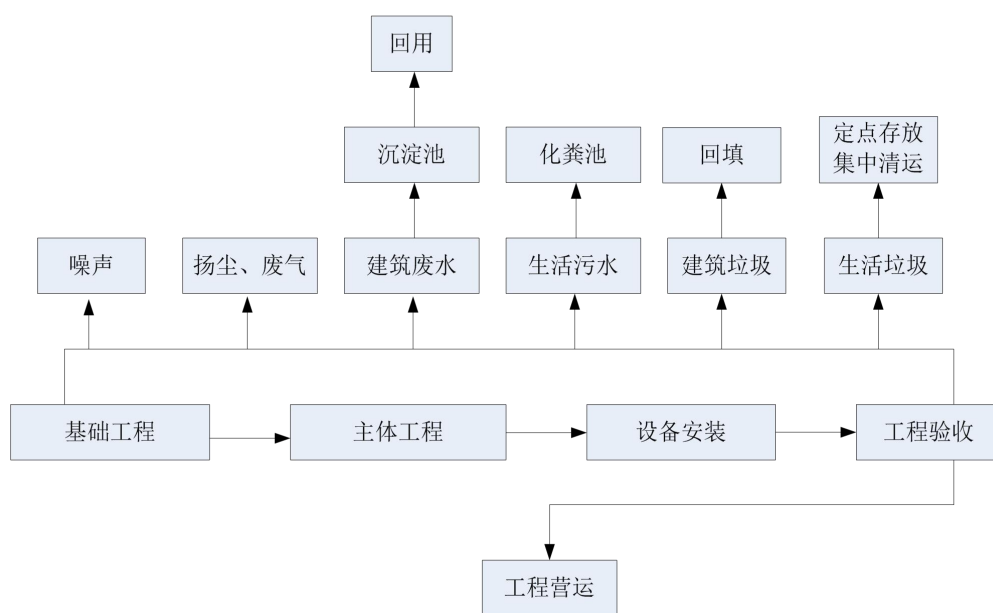 回用
沉淀池
化粪池
回填
定点存放
集中清运
噪声
扬尘、废气
建筑废水
生活污水
建筑垃圾
生活垃圾
基础工程
主体工程
设备安装
工程验收
工程营运